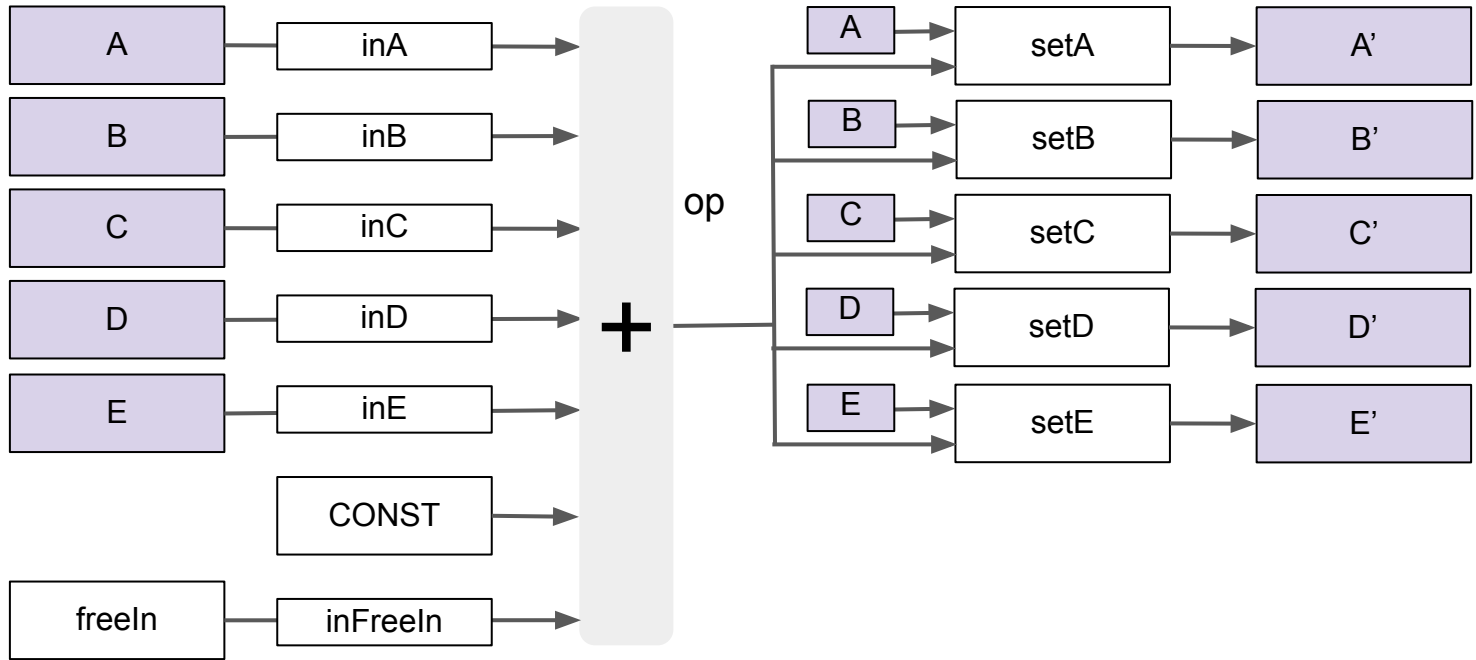 A inA
B inB
C inC
D inD
E inE
CONST
freeIn inFreeIn
+
op
A setA A’
B setB B’
C setC C’
D setD D’
E setE E’